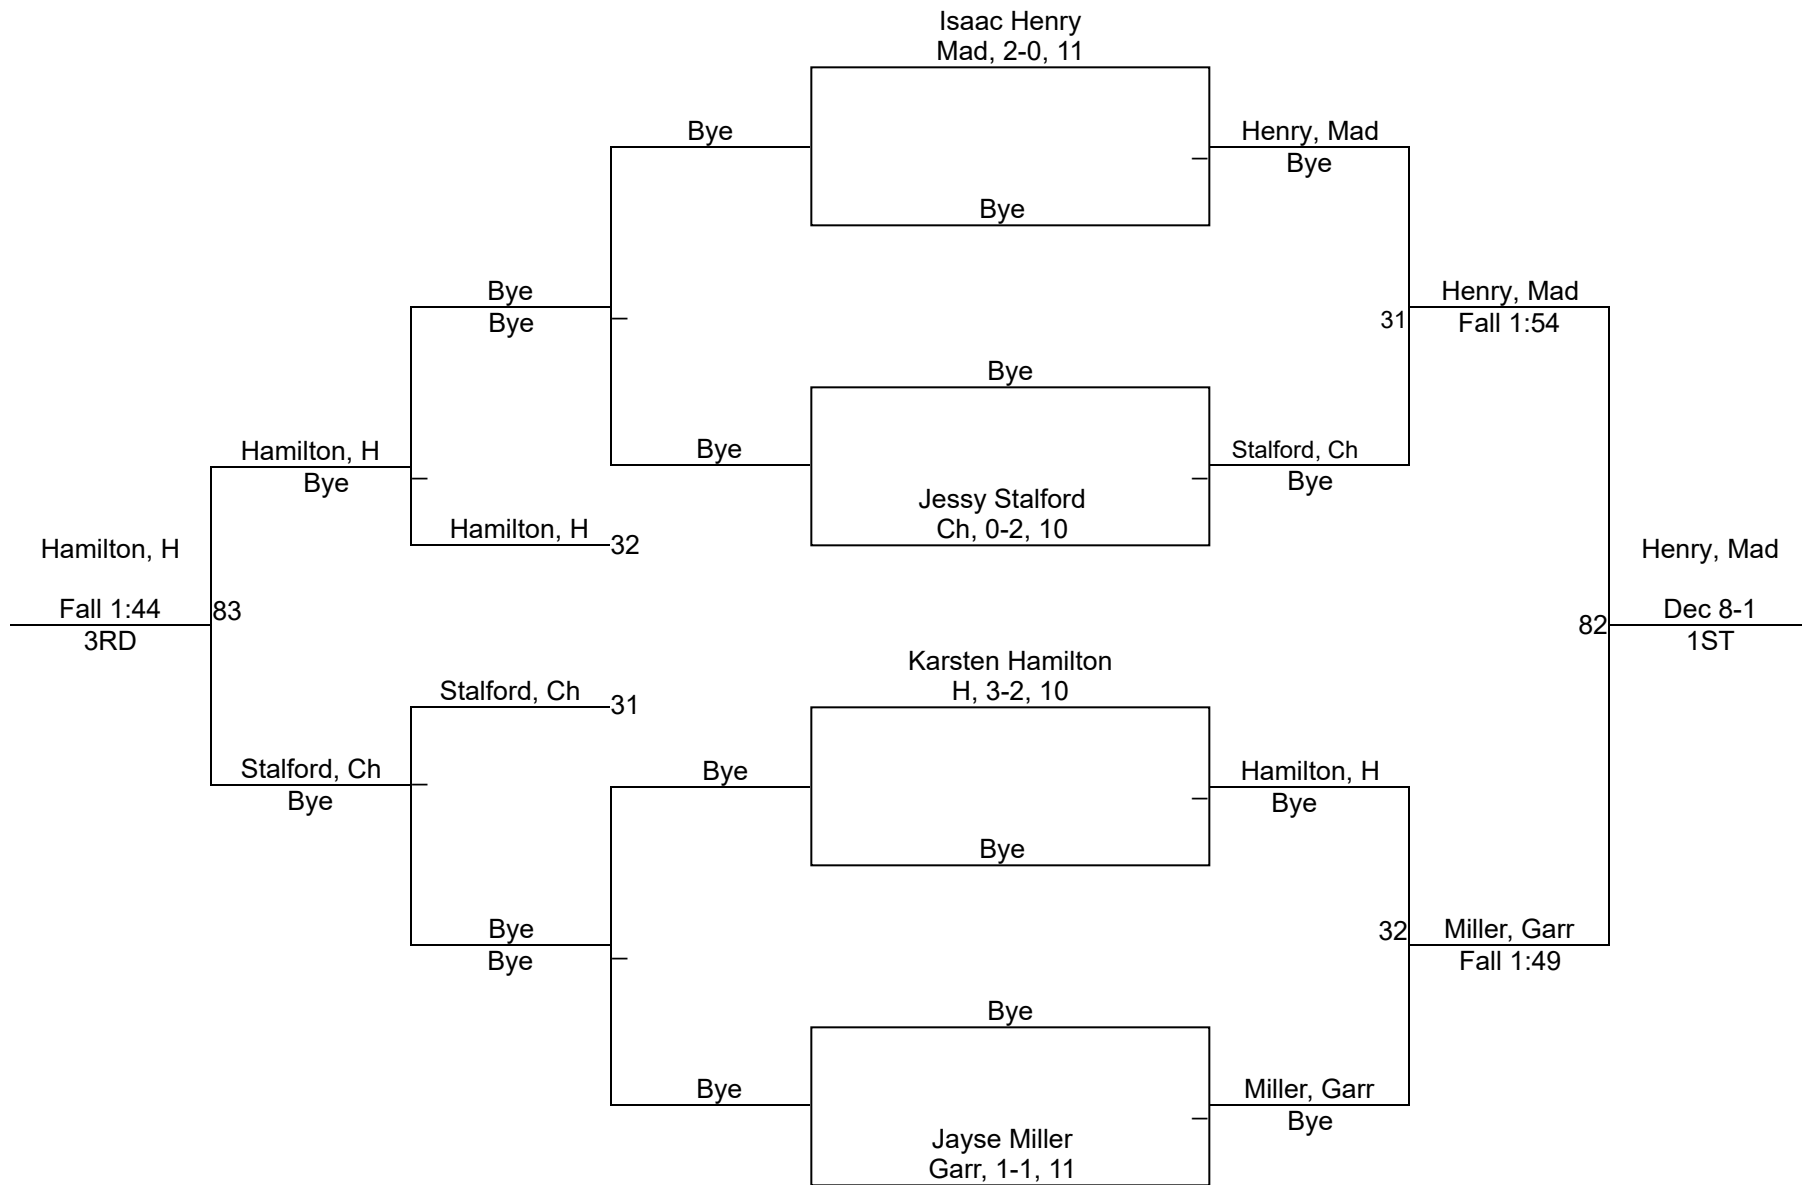 Isaac Henry
Mad, 2-0, 11
Bye
Henry, Mad
Bye
Bye
Bye
Bye
Henry, Mad
31
Fall 1:54
Bye
Hamilton, H
Bye
Bye
Stalford, Ch
Bye
Jessy Stalford
Ch, 0-2, 10
Hamilton, H
32
Hamilton, H
Henry, Mad
Fall 1:44
83
3RD
Dec 8-1
82
1ST
Karsten Hamilton
H, 3-2, 10
Stalford, Ch
31
Stalford, Ch
Bye
Bye
Hamilton, H
Bye
Bye
Bye
Bye
32
Miller, Garr
Fall 1:49
Bye
Bye
Miller, Garr
Bye
Jayse Miller
Garr, 1-1, 11